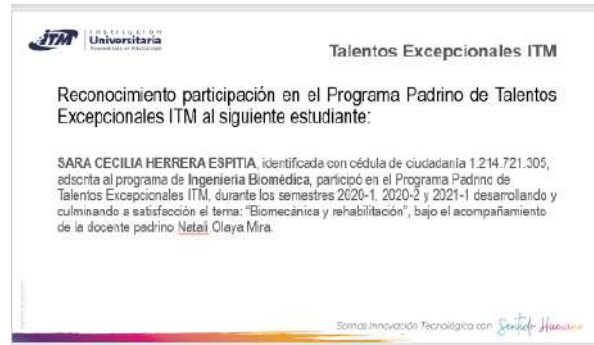 ITM
INSTITUCIÓN
Universitaria
Talentos Excepcionales ITM
Reconocimiento participación en el Programa Padrino de Talentos
Excepcionales ITM al siguiente estudiante:
SARA CECILIA HERRERA ESPITIA, identificada con cédula de ciudadanía 1.214.721.305,
adscrita al programa de Ingeniería Biomédica, participó en el Programa Padrino de
Talentos Excepcionales ITM, durante los semestres 2020-1, 2020-2 y 2021-1 desarrollando y
culminando a satisfacción el tema: "Biomecánica y rehabilitación", bajo el acompañamiento
de la docente padrino Natali Olaya Mira.
Somos Innovación Tecnológica con Sentido Humano